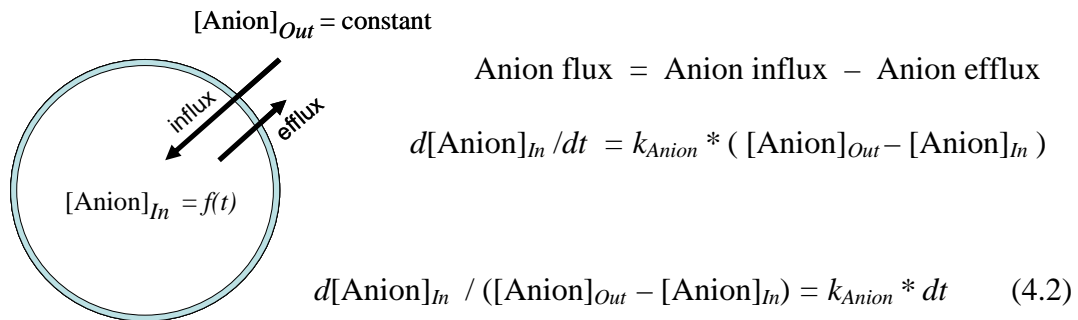 [Anion]Out = constant
Anion flux = Anion influx – Anion efflux
influx
efflux
d[Anion]In /dt = kAnion * ( [Anion]Out – [Anion]In )
[Anion]In = f(t)
d[Anion]In / ([Anion]Out – [Anion]In) = kAnion * dt (4.2)